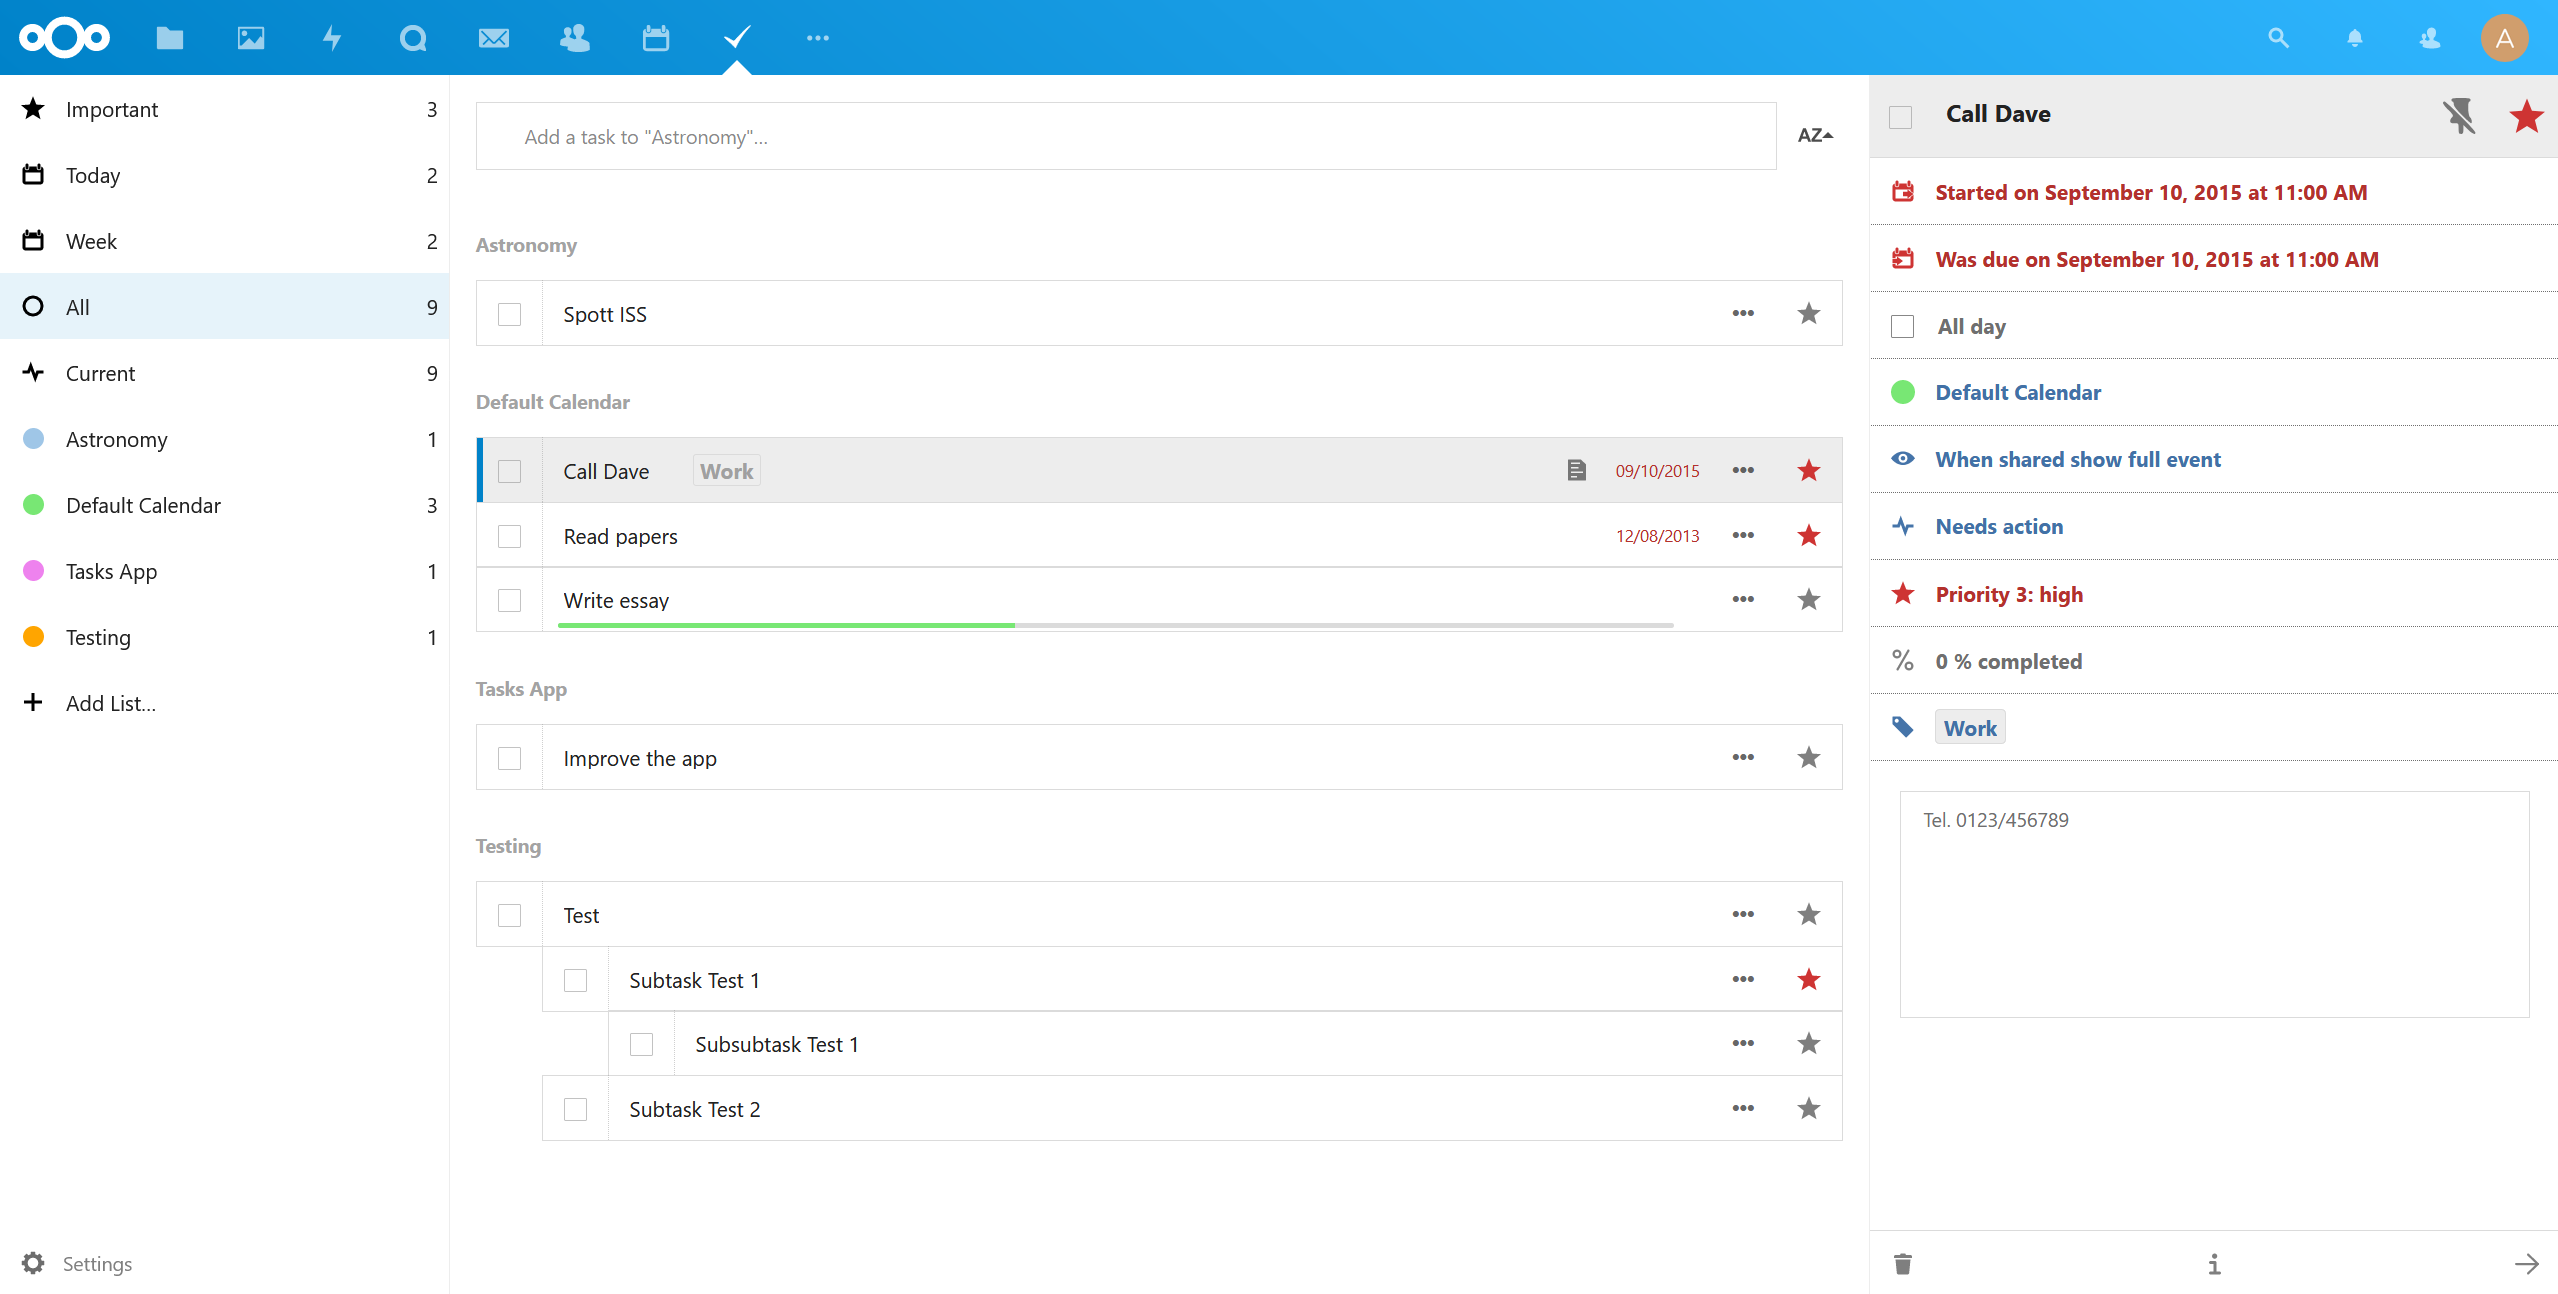 A
Important 3
Today 2
Week 2
All 9
Current 9
Astronomy 1
Default Calendar 3
Tasks App 1
Testing 1
Add List...
Settings
Add a task to "Astronomy"...
AZ
Astronomy
Spott ISS
Default Calendar
Call Dave Work 09/10/2015
Read papers 12/08/2013
Write essay
Tasks App
Improve the app
Testing
Test
Subtask Test 1
Subsubtask Test 1
Subtask Test 2
Call Dave
Started on September 10, 2015 at 11:00 AM
Was due on September 10, 2015 at 11:00 AM
All day
Default Calendar
When shared show full event
Needs action
Priority 3: high
0 % completed
Work
Tel. 0123/456789